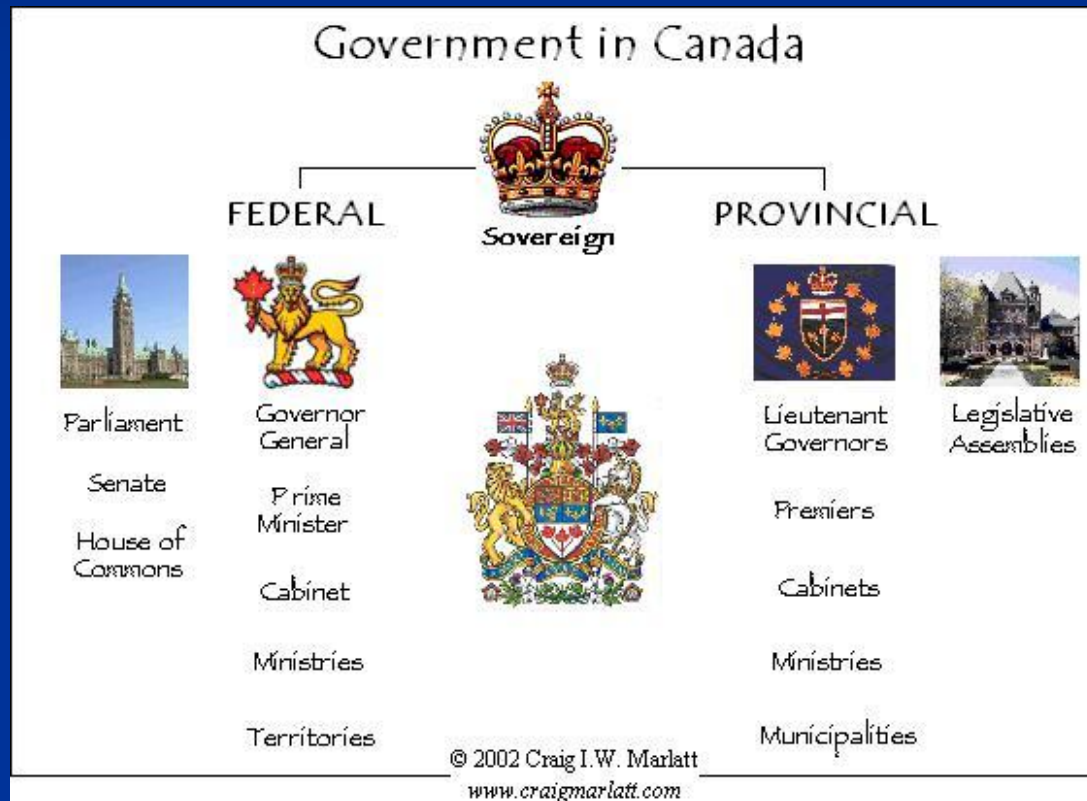 Government in Canada
Sovereign
FEDERAL
PROVINCIAL
Parliament
Senate
House of
Commons
Governor
General
Prime
Minister
Cabinet
Ministries
Territories
Lieutenant
Governors
Premiers
Cabinets
Ministries
Municipalities
Legislative
Assemblies
© 2002 Craig I.W. Marlatt
www.craigmarlatt.com